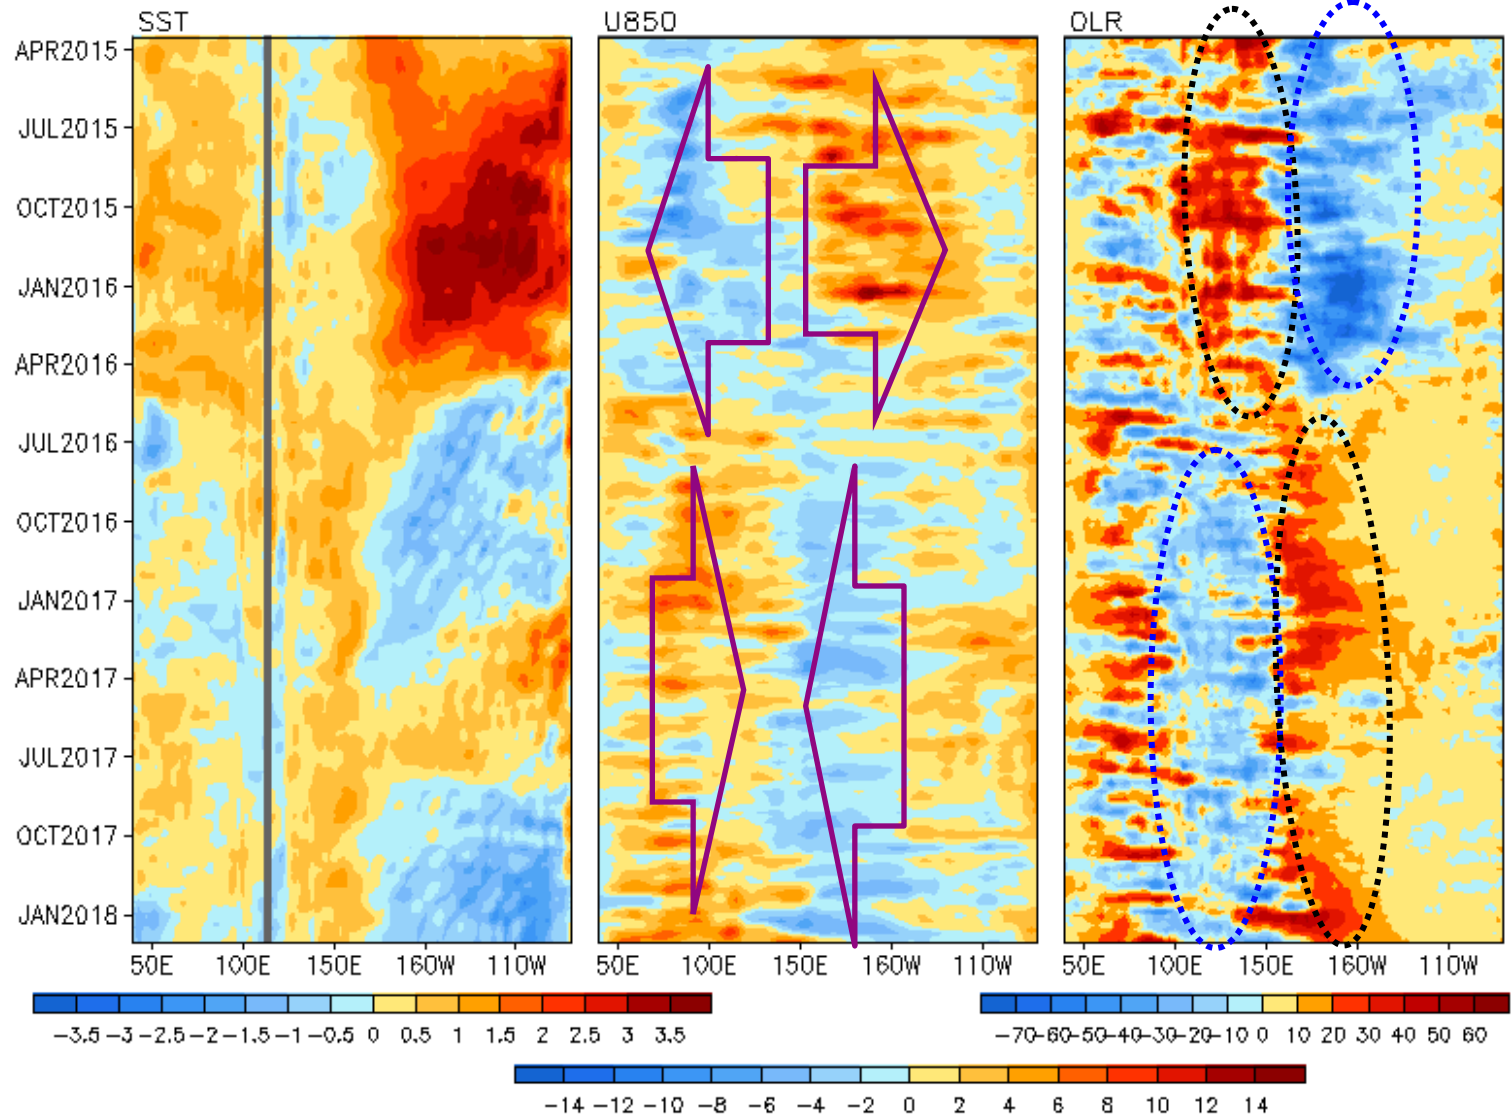 SST U850 OLR
APR2015
JUL2015
OCT2015
JAN2016
APR2016
JUL2016
OCT2016
JAN2017
APR2017
JUL2017
OCT2017
JAN2018
50E 100E 150E 160W 110W 50E 100E 150E 160W 110W 50E 100E 150E 160W 110W
-3.5 -3 -2.5 -2 -1.5 -1 -0.5 0 0.5 1 1.5 2 2.5 3 3.5 -70 -60 -50 -40 -30 -20 -10 0 10 20 30 40 50 60
-14 -12 -10 -8 -6 -4 -2 0 2 4 6 8 10 12 14